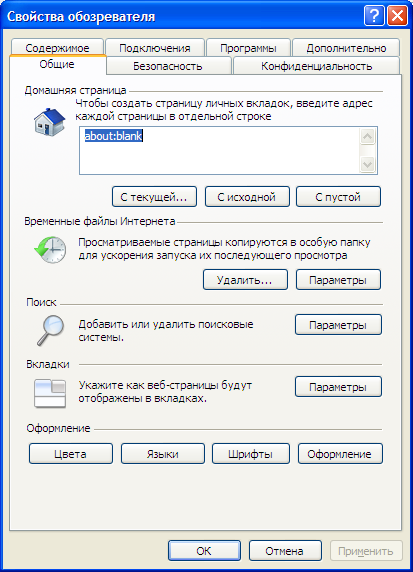 Свойства обозревателя
Содержимое Подключения Программы Дополнительно
Общие Безопасность Конфиденциальность
Домашняя страница
Чтобы создать страницу личных вкладок, введите адрес
каждой страницы в отдельной строке
about:blank
С текущей... С исходной С пустой
Временные файлы Интернета
Просматриваемые страницы копируются в особую папку
для ускорения запуска их последующего просмотра
Удалить... Параметры
Поиск
Добавить или удалить поисковые
системы.
Параметры
Вкладки
Укажите как веб-страницы будут
отображены в вкладках.
Параметры
Оформление
Цвета Языки Шрифты Оформление
OK Отмена Применить